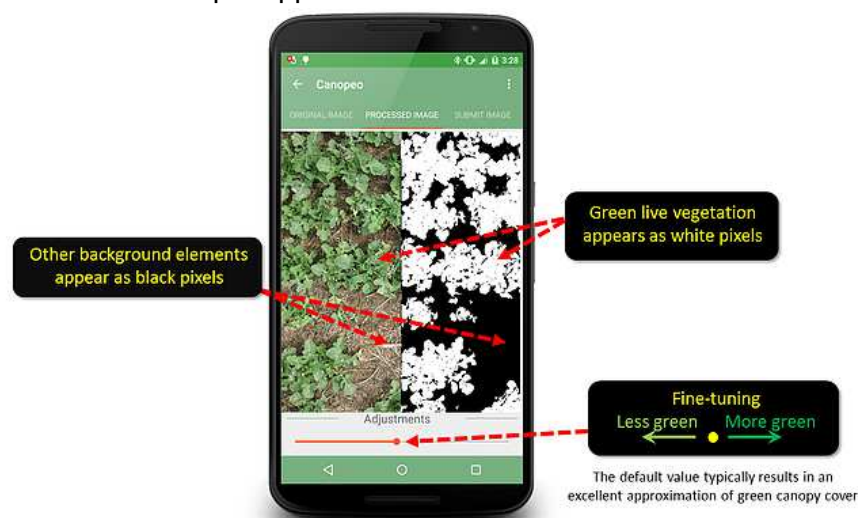 3:28
Canopeo
ORIGINAL IMAGE PROCESSED IMAGE SUBMIT IMAGE
Green live vegetation
appears as white pixels
Other background elements
appear as black pixels
Adjustments
Fine-tuning
Less green More green
The default value typically results in an
excellent approximation of green canopy cover